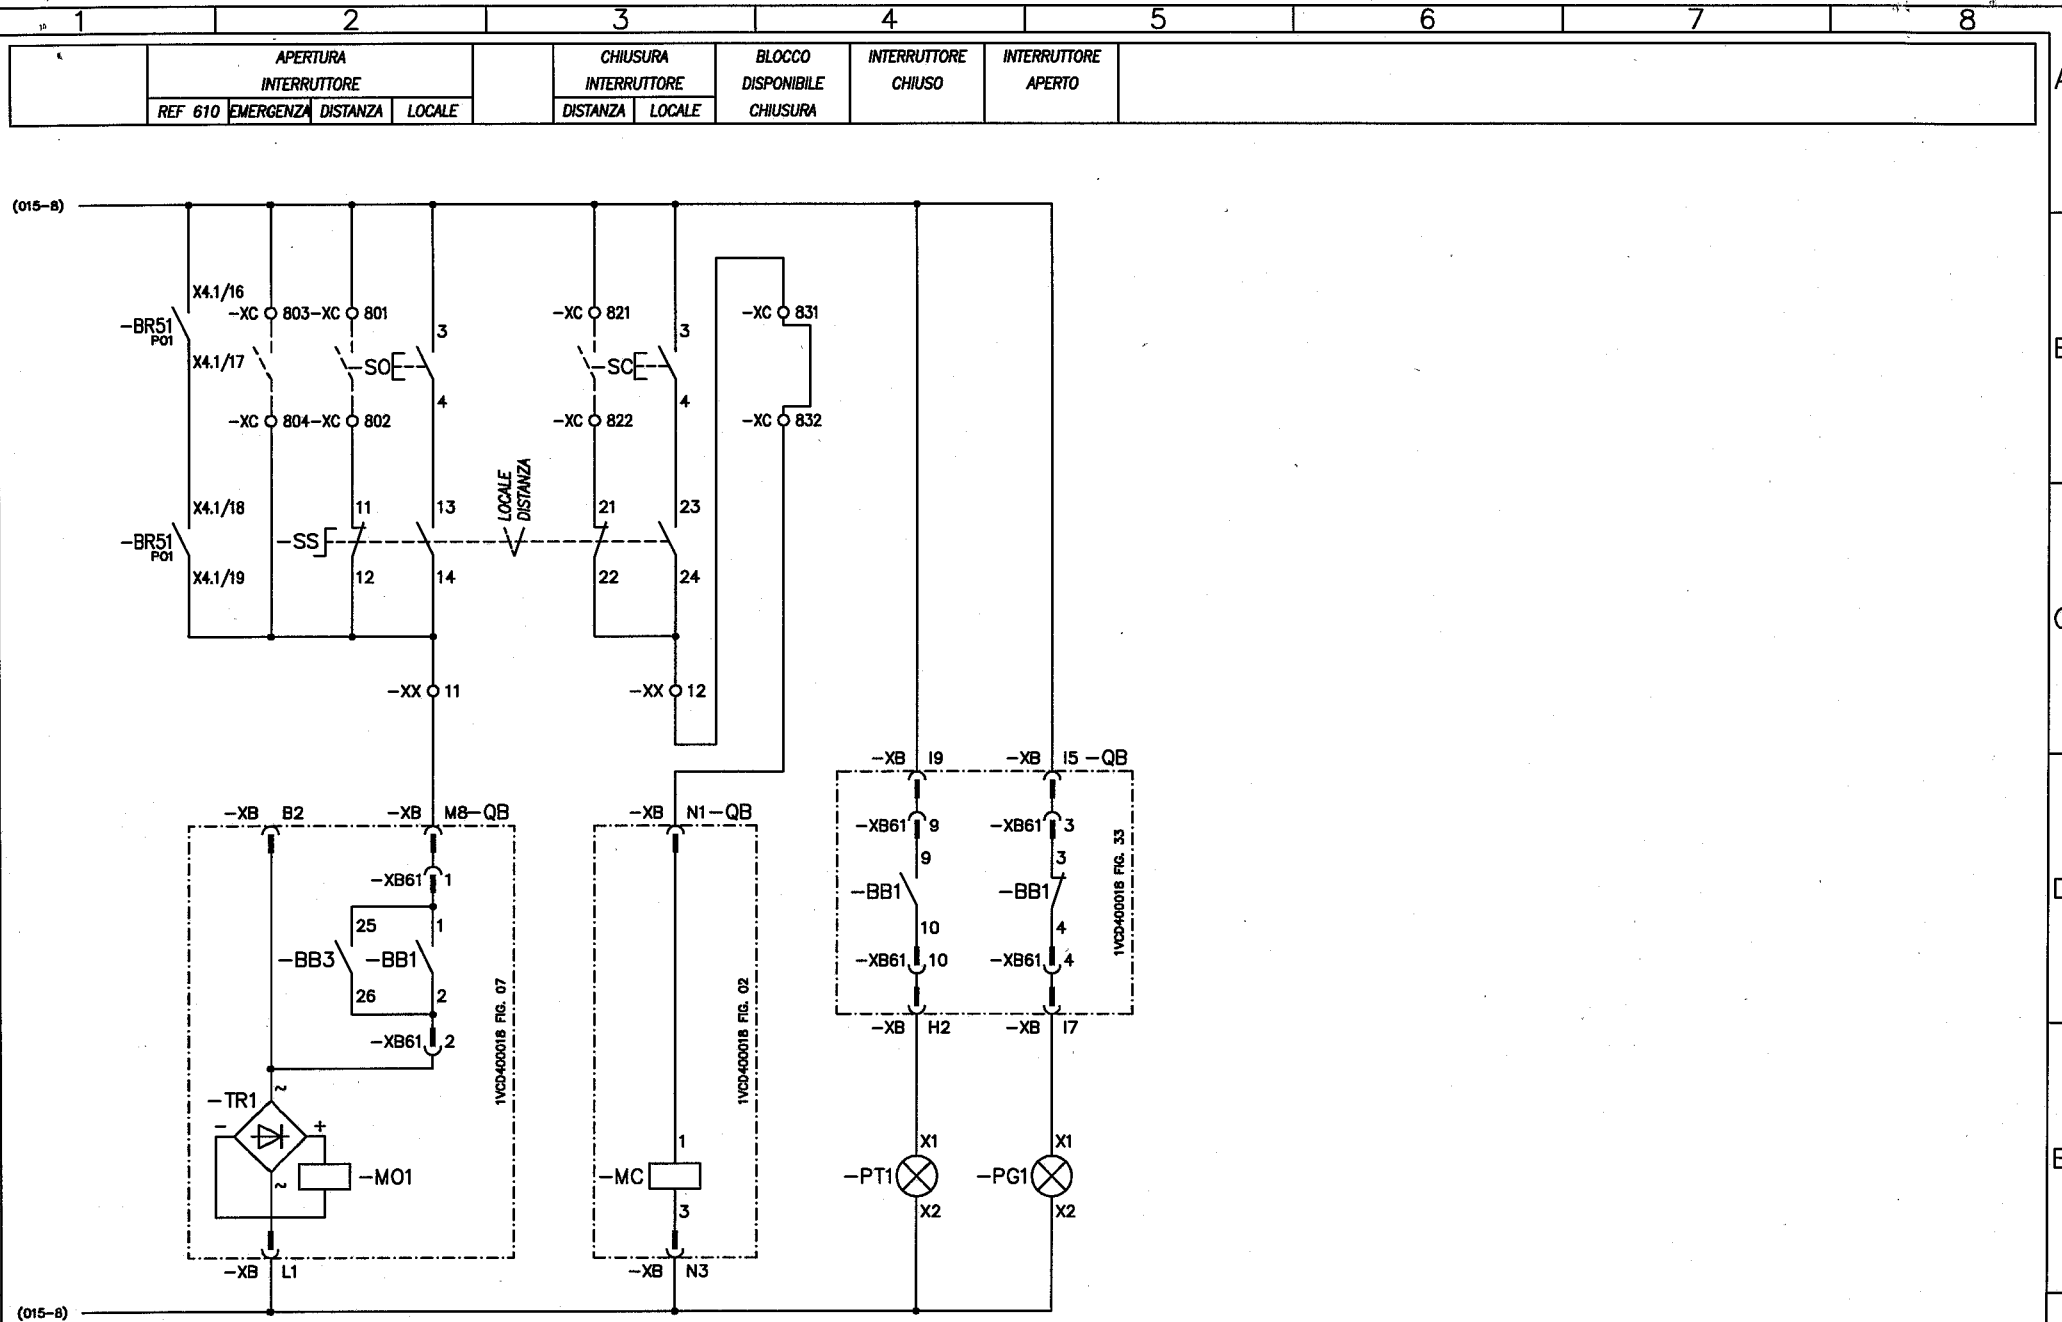 1 2 3 4 5 6 7 8
APERTURA
INTERRUTTORE
REF 610 EMERGENZA DISTANZA LOCALE
CHIUSURA
INTERRUTTORE
DISTANZA LOCALE
BLOCCO
DISPONIBILE
CHIUSURA
INTERRUTTORE
CHIUSO
INTERRUTTORE
APERTO
(015-8)
X4.1/16
-BR51
P01
X4.1/17
-XC 803
-XC 801
-XC 821
-XC 831
3
3
-SO
-SC
4
4
-XC 804
-XC 802
-XC 822
-XC 832
LOCALE
DISTANZA
X4.1/18
-BR51
P01
X4.1/19
11 13 21 23
-SS
12 14 22 24
-XX 11
-XX 12
-XB I9
-XB I5 -QB
-XB B2
-XB M8-QB
-XB N1-QB
-XB61 9
-XB61 3
9
3
-XB61 1
-BB1
-BB1
25 1
10
4
-BB3
-BB1
-XB61 10
-XB61 4
26 2
-XB H2
-XB I7
-XB61 2
1VCD400018 FIG. 07
1VCD400018 FIG. 02
1VCD400018 FIG. 33
~
-TR1
- +
~
-MO1
1
-MC
3
X1
-PT1
X2
X1
-PG1
X2
-XB L1
-XB N3
(015-8)